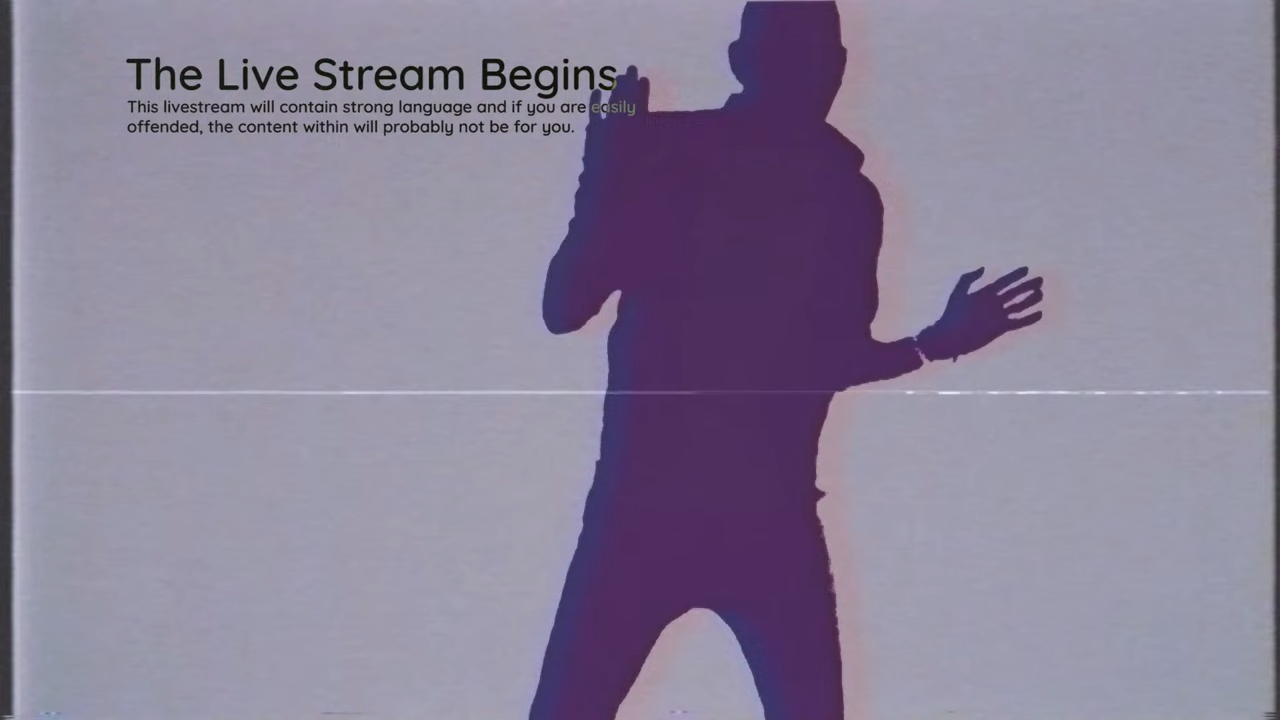 The Live Stream Begins
This livestream will contain strong language and if you are easily
offended, the content within will probably not be for you.